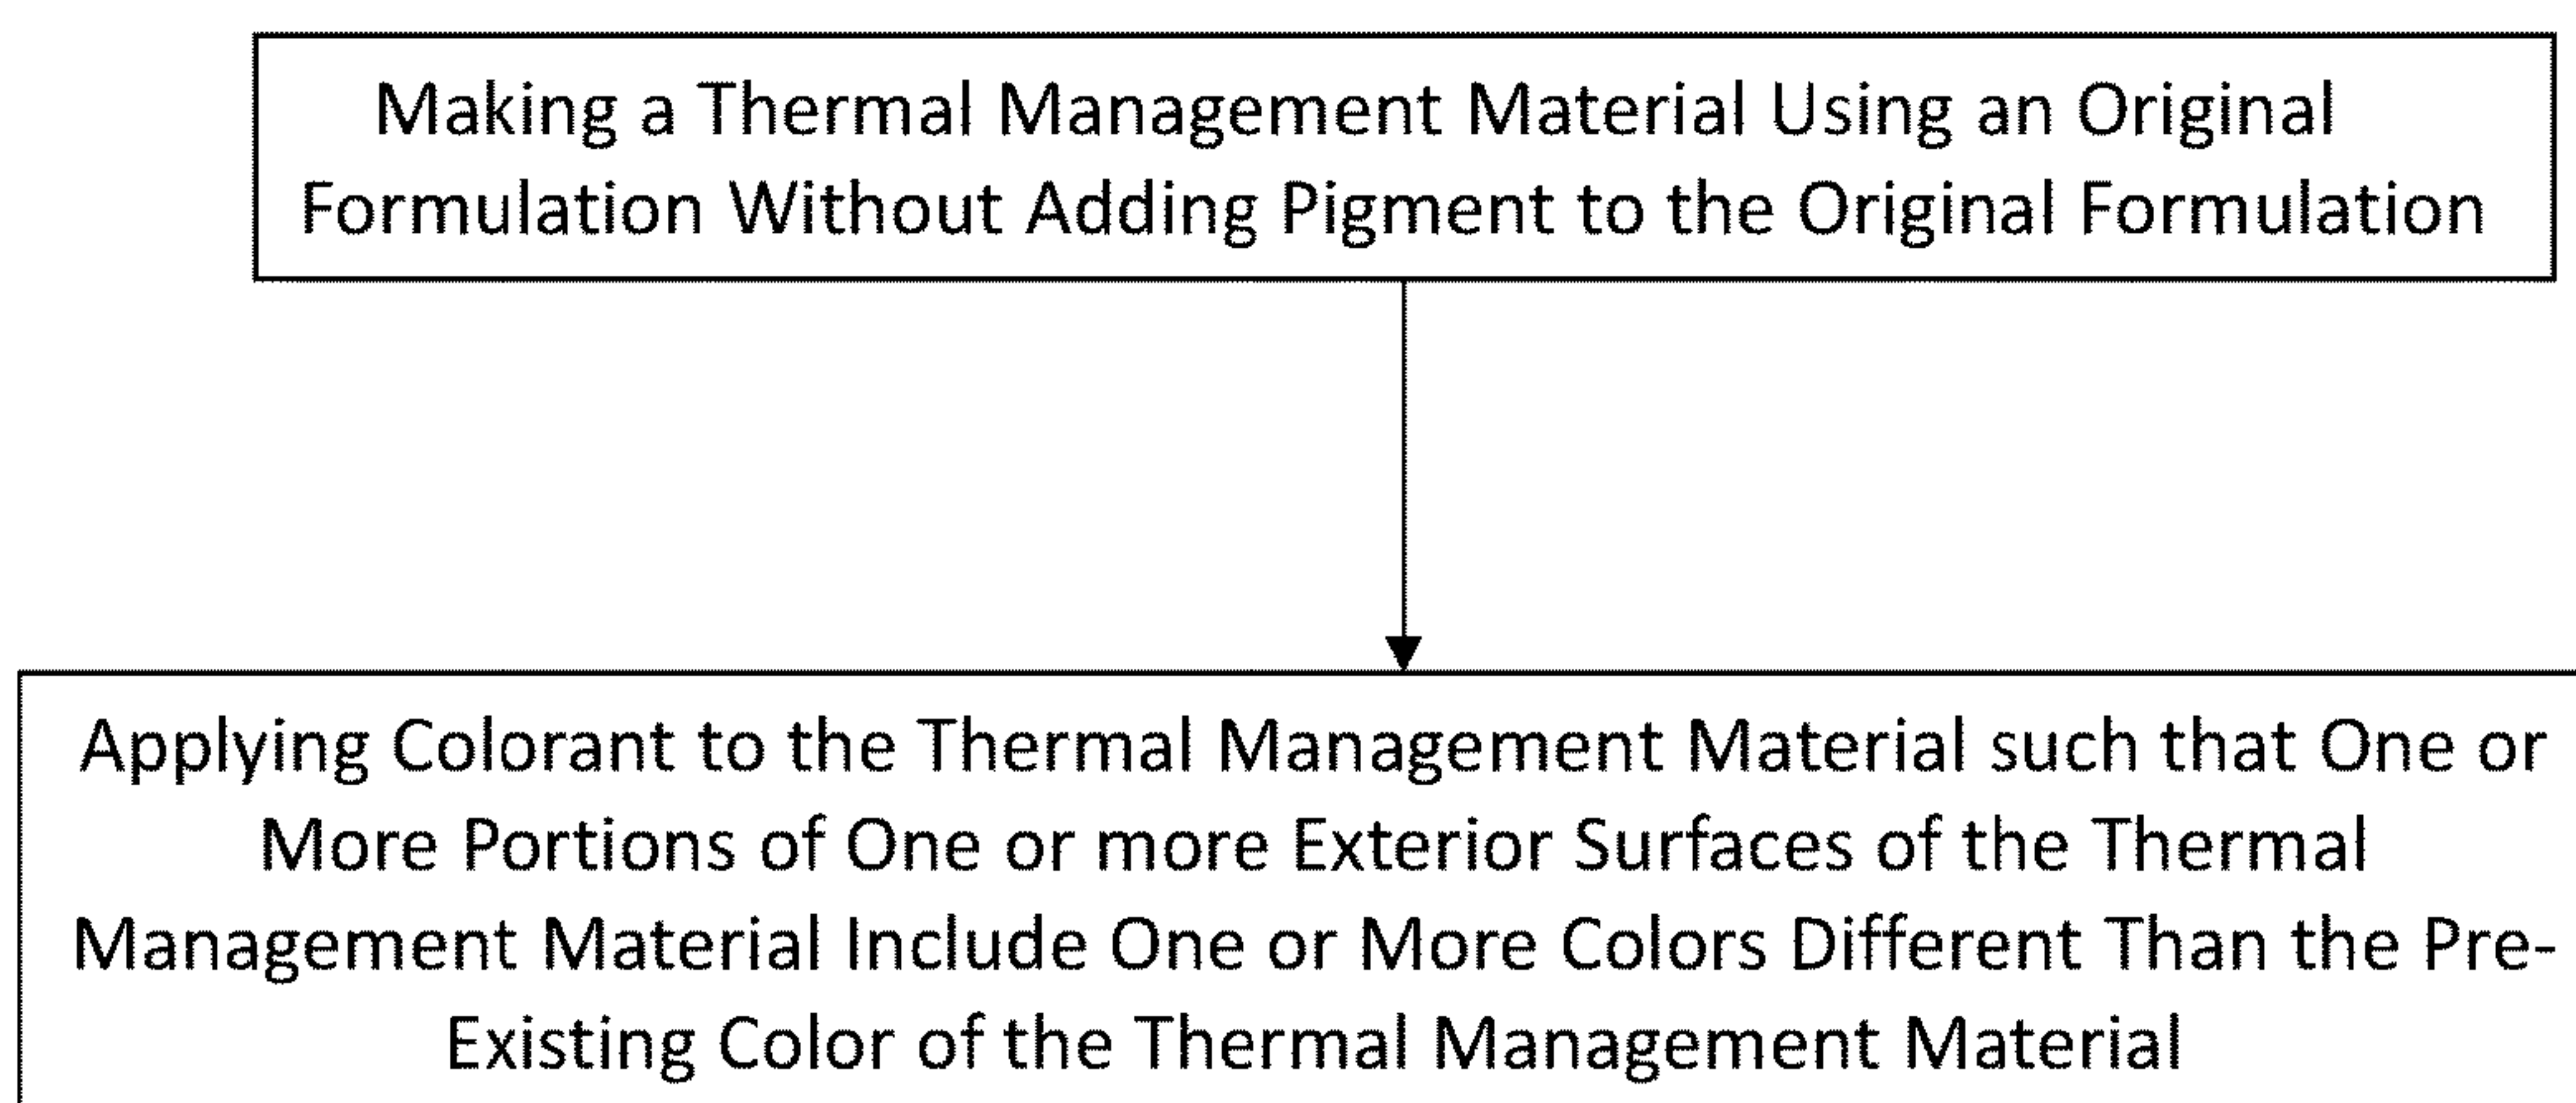 Making a Thermal Management Material Using an Original
Formulation Without Adding Pigment to the Original Formulation
Applying Colorant to the Thermal Management Material such that One or
More Portions of One or more Exterior Surfaces of the Thermal
Management Material Include One or More Colors Different Than the Pre-
Existing Color of the Thermal Management Material